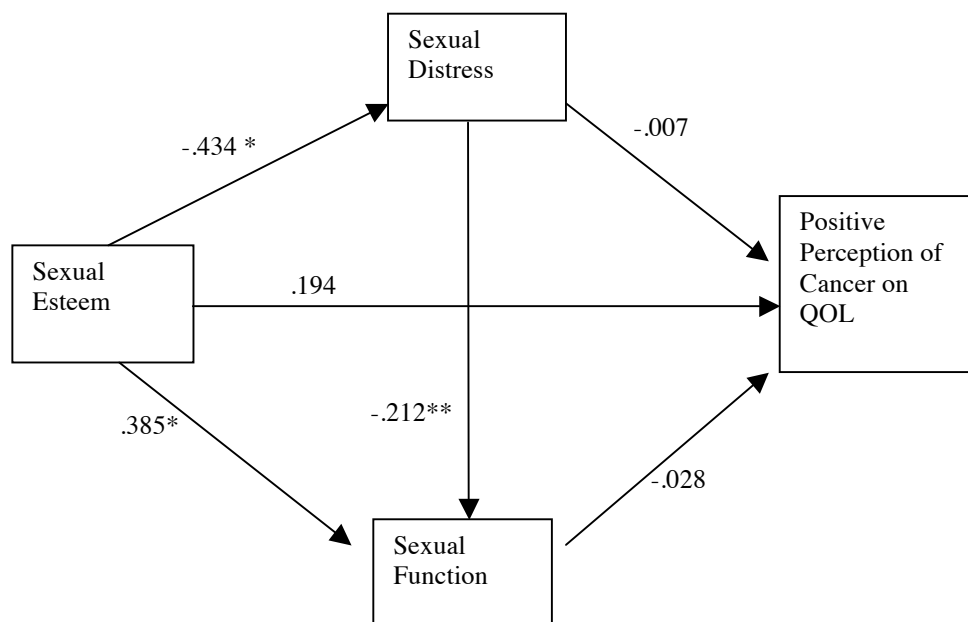 Sexual
Distress
-.434 *
-.007
Positive
Perception of
Cancer on
QOL
Sexual
Esteem
.194
.385*
-.212**
-.028
Sexual
Function